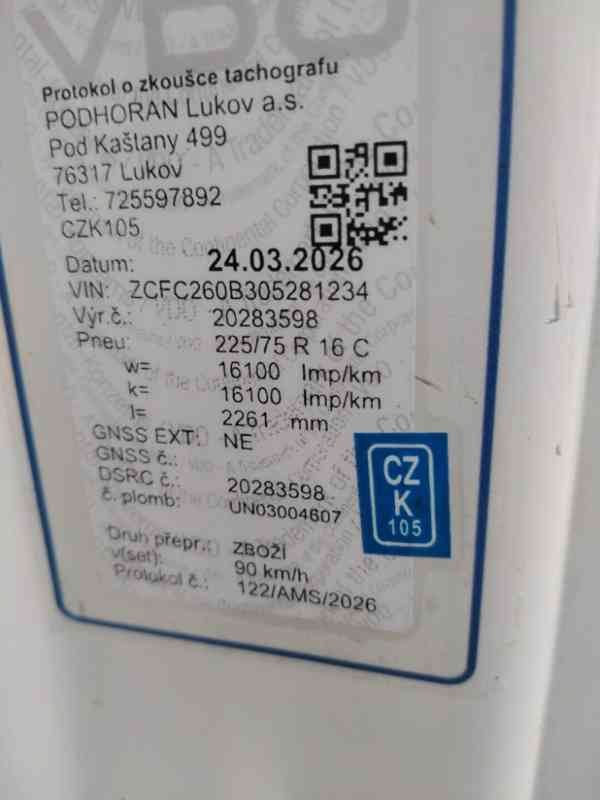 VDO
Protokol o zkoušce tachografu
PODHORAN Lukov a.s.
Pod Kaštany 499
76317 Lukov
Tel.: 725597892
CZK105
Datum: 24.03.2026
VIN: ZCFC260B305281234
Výr.č.: 20283598
Pneu: 225/75 R 16 C
w= 16100 Imp/km
k= 16100 Imp/km
l= 2261 mm
GNSS EXT: NE
GNSS č.:
DSRC č.: 20283598
č. plomb: UN03004607
Druh přepr.: ZBOŽÍ
v(set): 90 km/h
Protokol č.: 122/AMS/2026
CZ
K
105